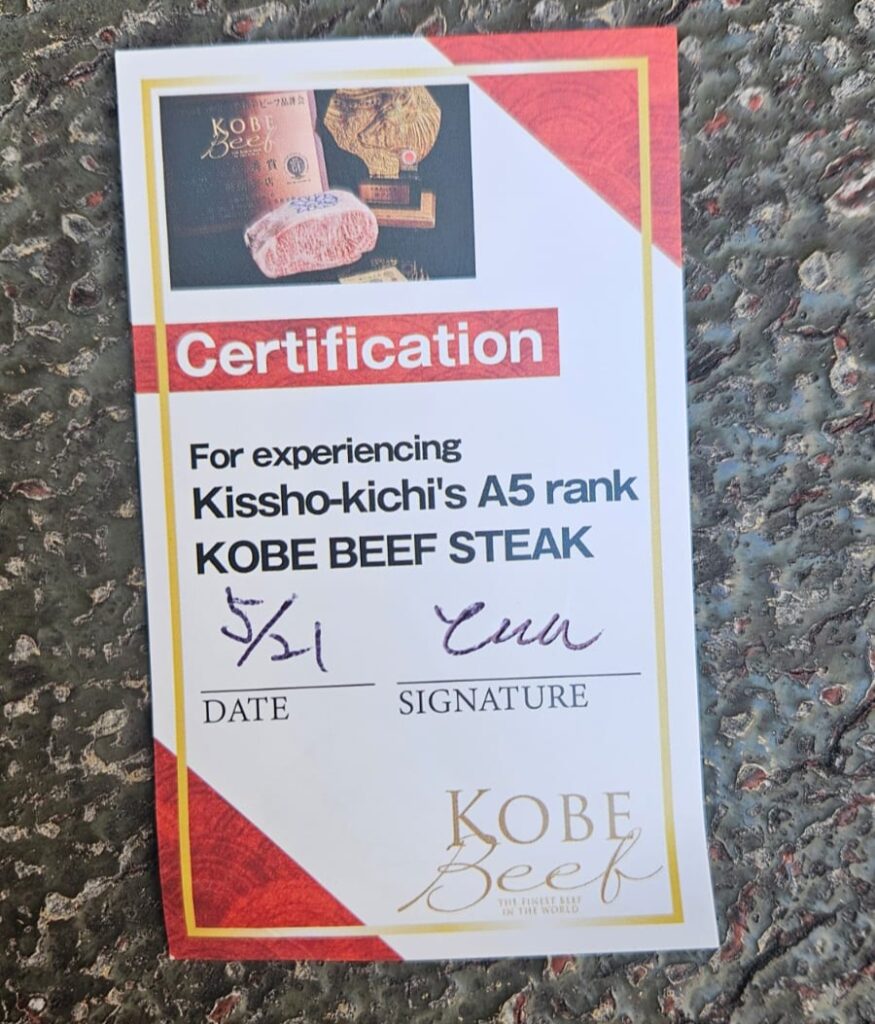 KOBE
Beef
Certification
For experiencing
Kissho-kichi's A5 rank
KOBE BEEF STEAK
5/21
DATE
SIGNATURE
KOBE
Beef
THE FINEST BEEF
IN THE WORLD